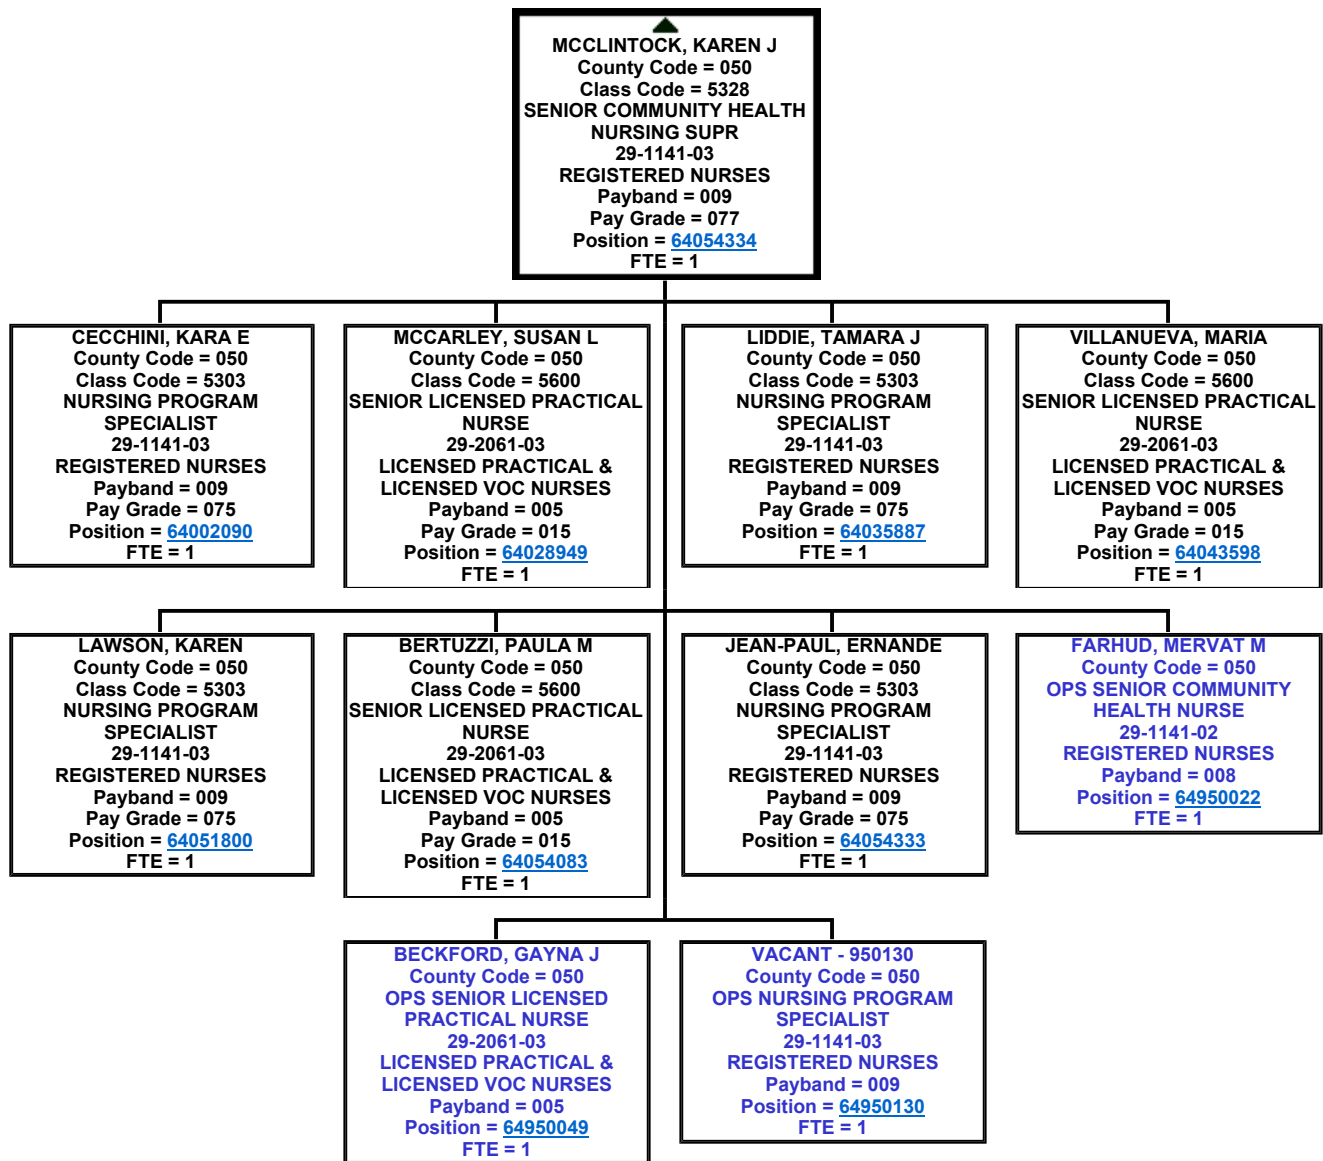 MCCLINTOCK, KAREN J
County Code = 050
Class Code = 5328
SENIOR COMMUNITY HEALTH
NURSING SUPR
29-1141-03
REGISTERED NURSES
Payband = 009
Pay Grade = 077
Position = 64054334
FTE = 1
CECCHINI, KARA E
County Code = 050
Class Code = 5303
NURSING PROGRAM
SPECIALIST
29-1141-03
REGISTERED NURSES
Payband = 009
Pay Grade = 075
Position = 64002090
FTE = 1
MCCARLEY, SUSAN L
County Code = 050
Class Code = 5600
SENIOR LICENSED PRACTICAL
NURSE
29-2061-03
LICENSED PRACTICAL &
LICENSED VOC NURSES
Payband = 005
Pay Grade = 015
Position = 64028949
FTE = 1
LIDDIE, TAMARA J
County Code = 050
Class Code = 5303
NURSING PROGRAM
SPECIALIST
29-1141-03
REGISTERED NURSES
Payband = 009
Pay Grade = 075
Position = 64035887
FTE = 1
VILLANUEVA, MARIA
County Code = 050
Class Code = 5600
SENIOR LICENSED PRACTICAL
NURSE
29-2061-03
LICENSED PRACTICAL &
LICENSED VOC NURSES
Payband = 005
Pay Grade = 015
Position = 64043598
FTE = 1
LAWSON, KAREN
County Code = 050
Class Code = 5303
NURSING PROGRAM
SPECIALIST
29-1141-03
REGISTERED NURSES
Payband = 009
Pay Grade = 075
Position = 64051800
FTE = 1
BERTUZZI, PAULA M
County Code = 050
Class Code = 5600
SENIOR LICENSED PRACTICAL
NURSE
29-2061-03
LICENSED PRACTICAL &
LICENSED VOC NURSES
Payband = 005
Pay Grade = 015
Position = 64054083
FTE = 1
JEAN-PAUL, ERNANDE
County Code = 050
Class Code = 5303
NURSING PROGRAM
SPECIALIST
29-1141-03
REGISTERED NURSES
Payband = 009
Pay Grade = 075
Position = 64054333
FTE = 1
FARHUD, MERVAT M
County Code = 050
OPS SENIOR COMMUNITY
HEALTH NURSE
29-1141-02
REGISTERED NURSES
Payband = 008
Position = 64950022
FTE = 1
BECKFORD, GAYNA J
County Code = 050
OPS SENIOR LICENSED
PRACTICAL NURSE
29-2061-03
LICENSED PRACTICAL &
LICENSED VOC NURSES
Payband = 005
Position = 64950049
FTE = 1
VACANT - 950130
County Code = 050
OPS NURSING PROGRAM
SPECIALIST
29-1141-03
REGISTERED NURSES
Payband = 009
Position = 64950130
FTE = 1